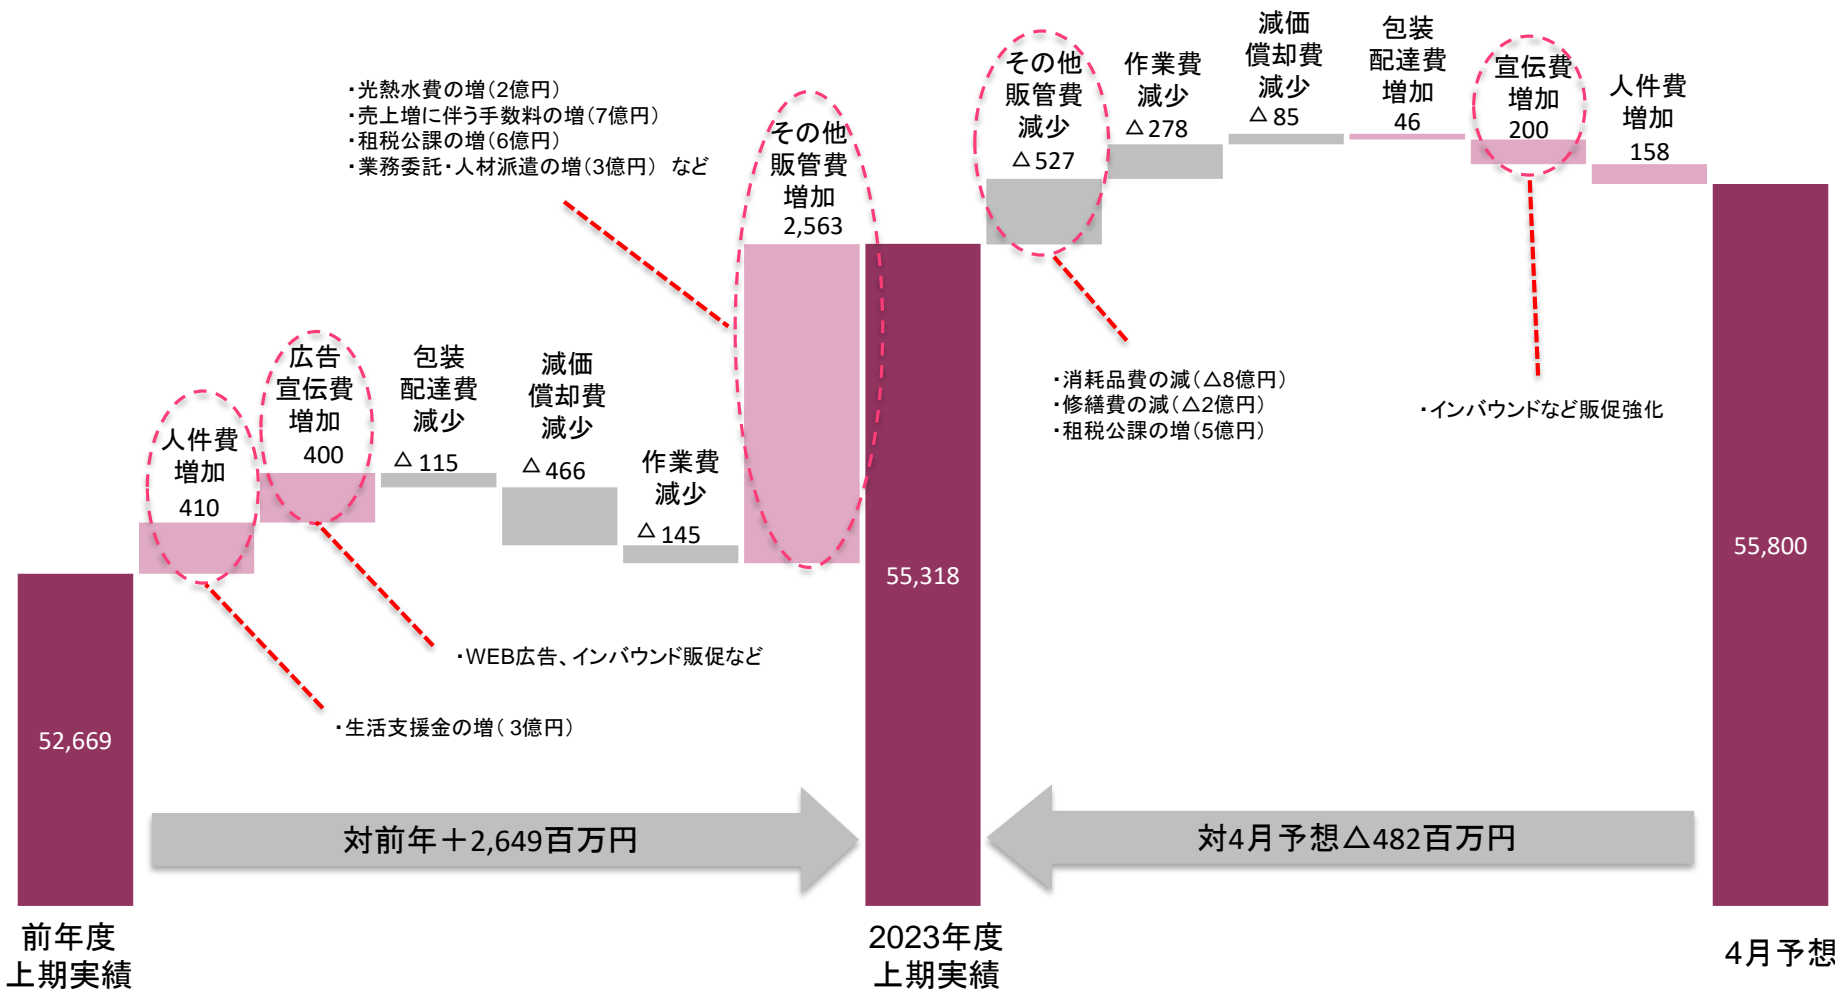 ・光熱水費の増(2億円)
・売上増に伴う手数料の増(7億円)
・租税公課の増(6億円)
・業務委託・人材派遣の増(3億円) など
人件費
増加
410
広告
宣伝費
増加
400
包装
配達費
減少
△ 115
減価
償却費
減少
△ 466
作業費
減少
△ 145
その他
販管費
増加
2,563
その他
販管費
減少
△ 527
作業費
減少
△ 278
減価
償却費
減少
△ 85
包装
配達費
増加
46
宣伝費
増加
200
人件費
増加
158
・消耗品費の減(△8億円)
・修繕費の減(△2億円)
・租税公課の増(5億円)
・インバウンドなど販促強化
・WEB広告、インバウンド販促など
・生活支援金の増( 3億円)
52,669
55,318
55,800
対前年＋2,649百万円
対4月予想△482百万円
前年度
上期実績
2023年度
上期実績
4月予想